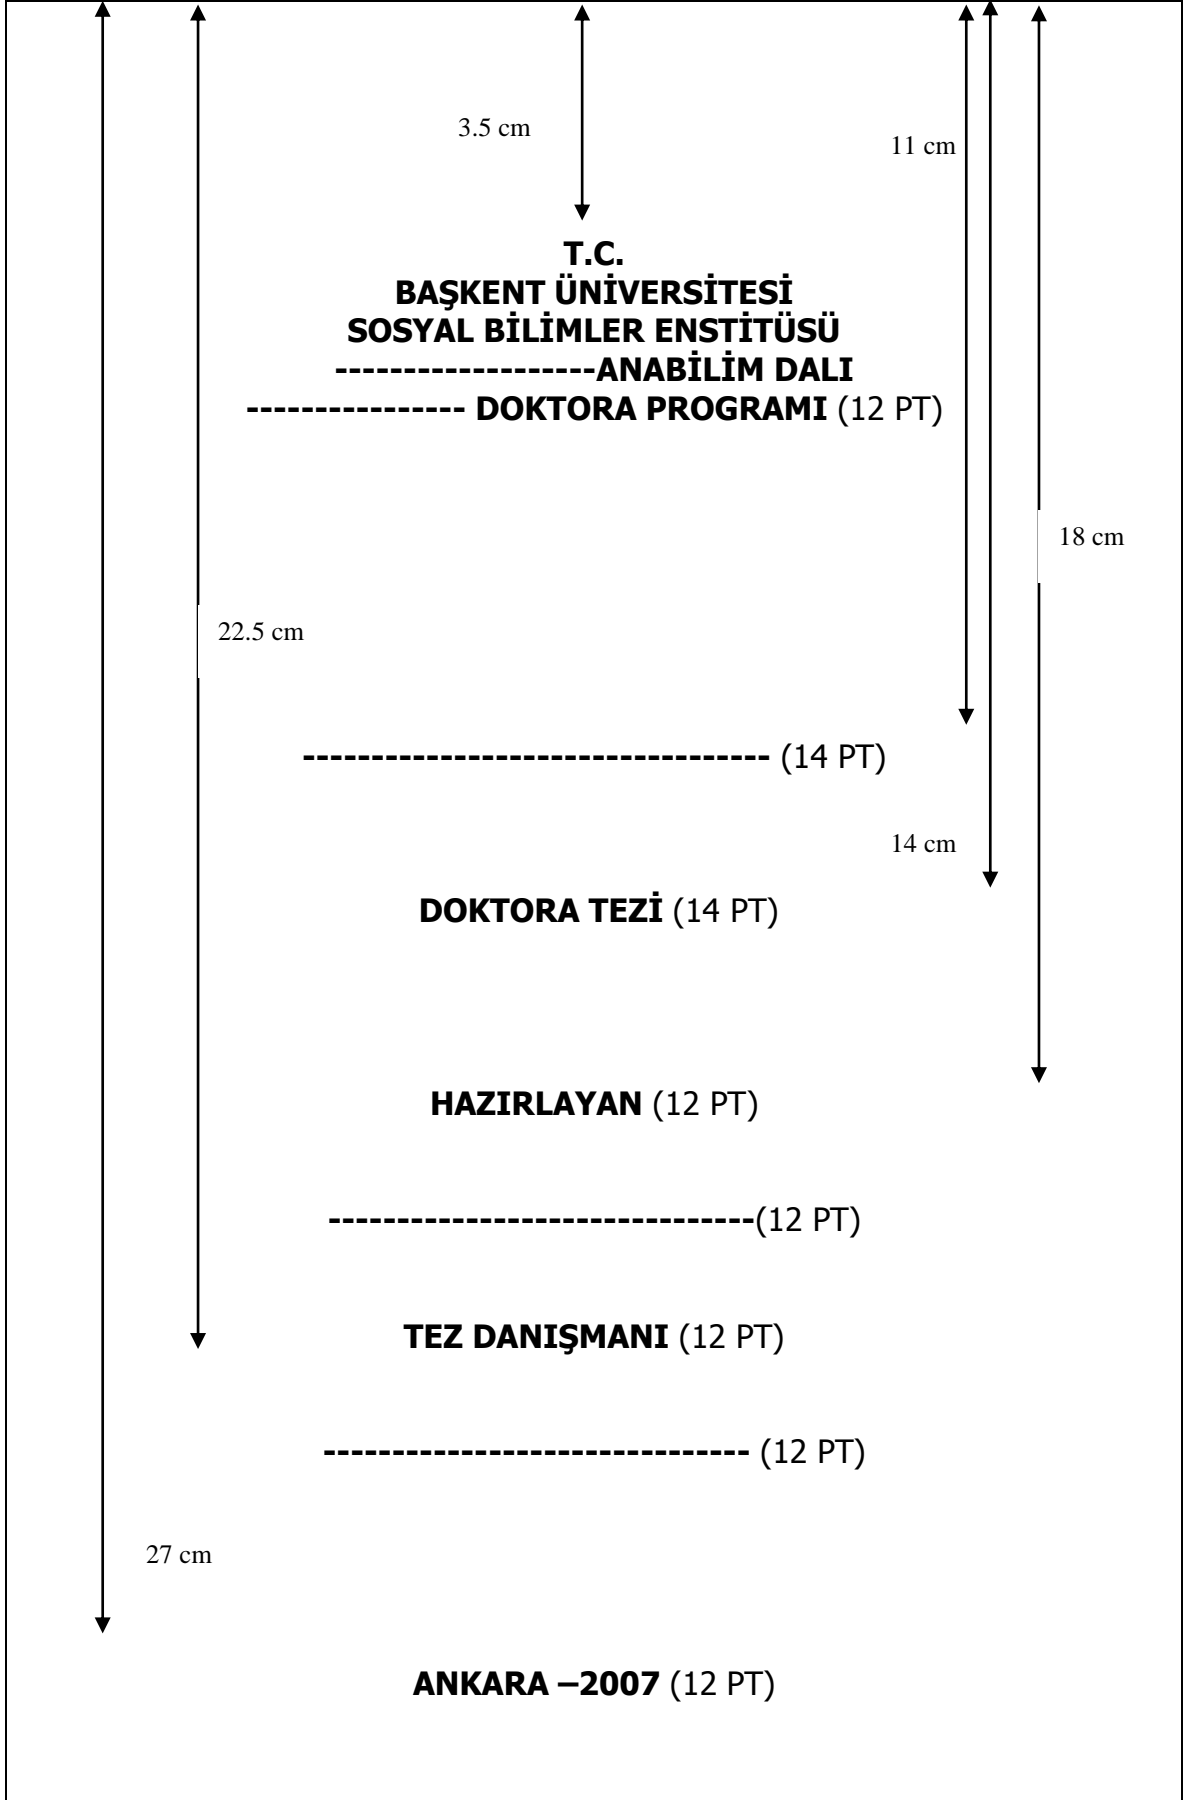 3.5 cm
11 cm
T.C.
BAŞKENT ÜNİVERSİTESİ
SOSYAL BİLİMLER ENSTİTÜSÜ
-------------------ANABİLİM DALI
---------------- DOKTORA PROGRAMI (12 PT)
18 cm
22.5 cm
---------------------------------- (14 PT)
14 cm
DOKTORA TEZİ (14 PT)
HAZIRLAYAN (12 PT)
-------------------------------(12 PT)
TEZ DANIŞMANI (12 PT)
------------------------------- (12 PT)
27 cm
ANKARA –2007 (12 PT)